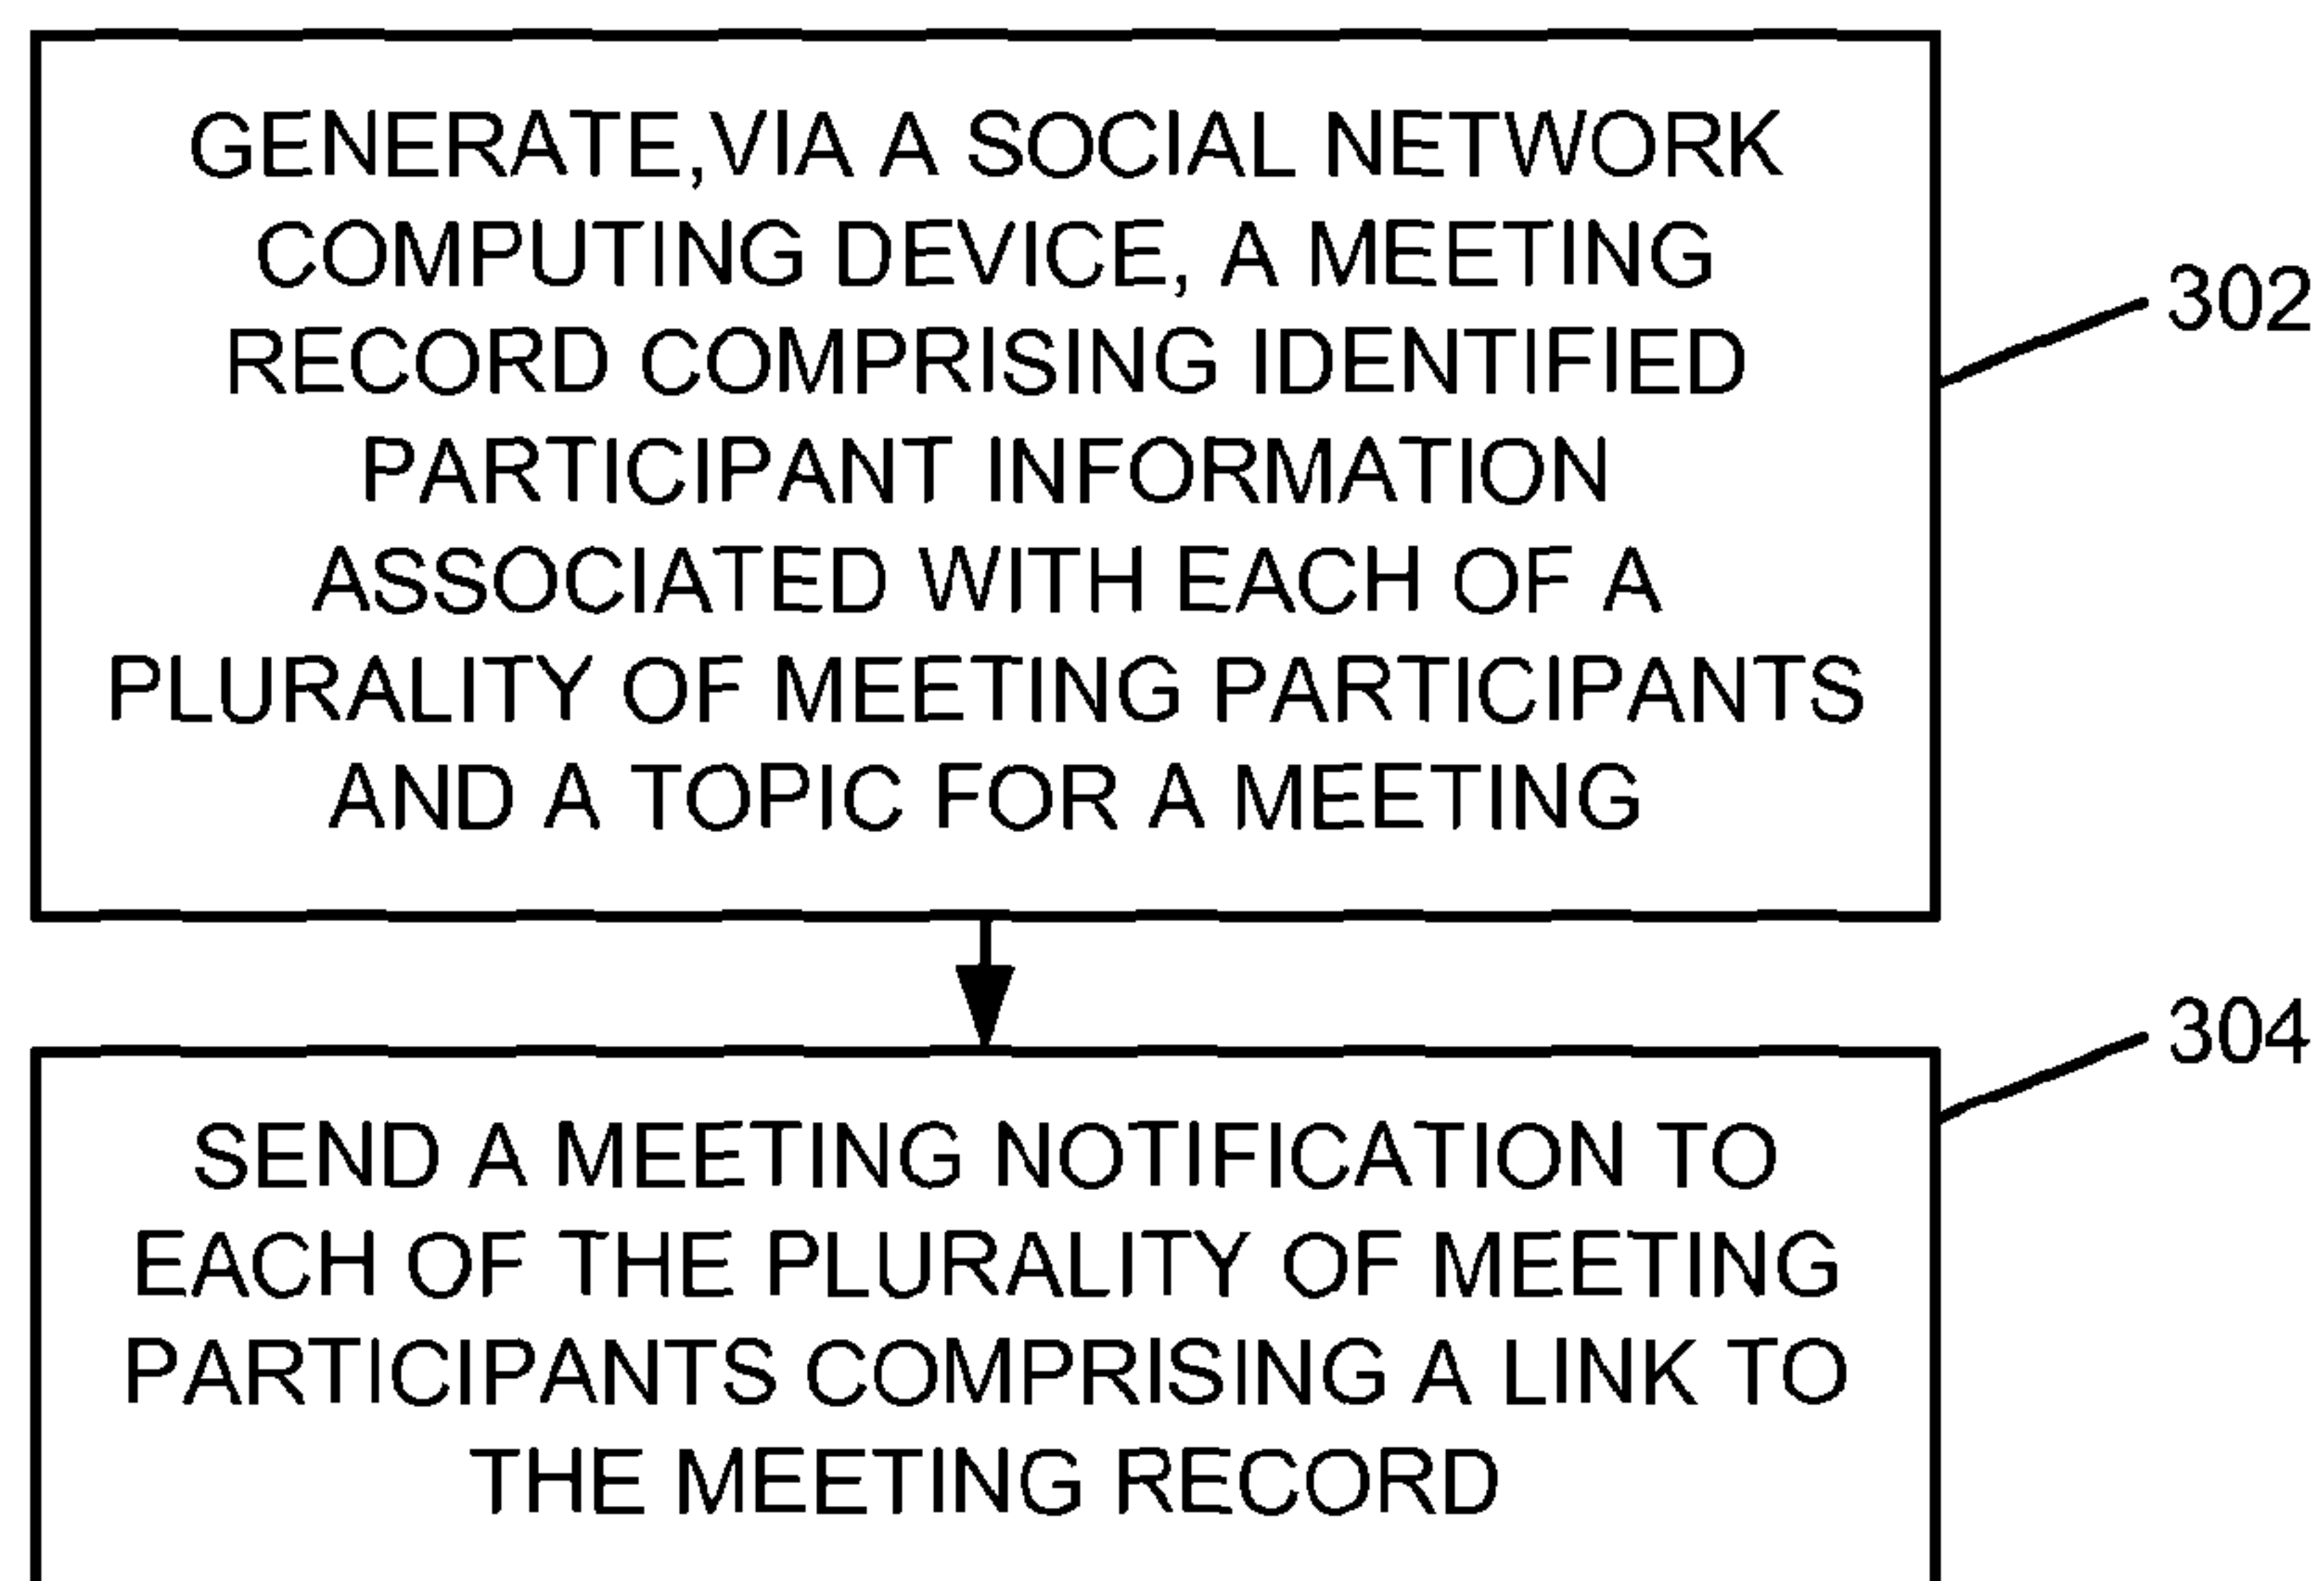 GENERATE,VIA A SOCIAL NETWORK
COMPUTING DEVICE, A MEETING
RECORD COMPRISING IDENTIFIED
PARTICIPANT INFORMATION
ASSOCIATED WITH EACH OF A
PLURALITY OF MEETING PARTICIPANTS
AND A TOPIC FOR A MEETING
302
304
SEND A MEETING NOTIFICATION TO
EACH OF THE PLURALITY OF MEETING
PARTICIPANTS COMPRISING A LINK TO
THE MEETING RECORD